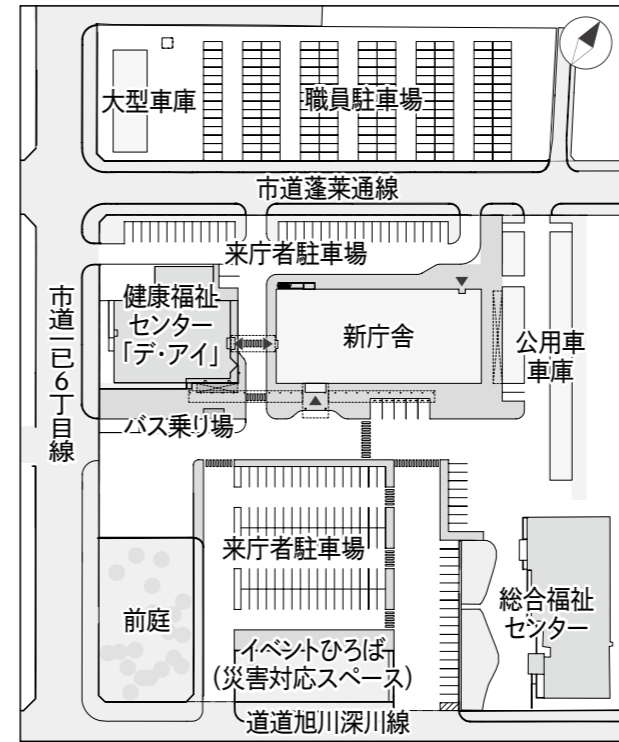 大型車庫
職員駐車場
市道蓬莱通線
来庁者駐車場
健康福祉
センター
「デ・アイ」
新庁舎
公用車
車庫
市道一已6丁目線
バス乗り場
来庁者駐車場
前庭
総合福祉
センター
イベントひろば
(災害対応スペース)
道道旭川深川線